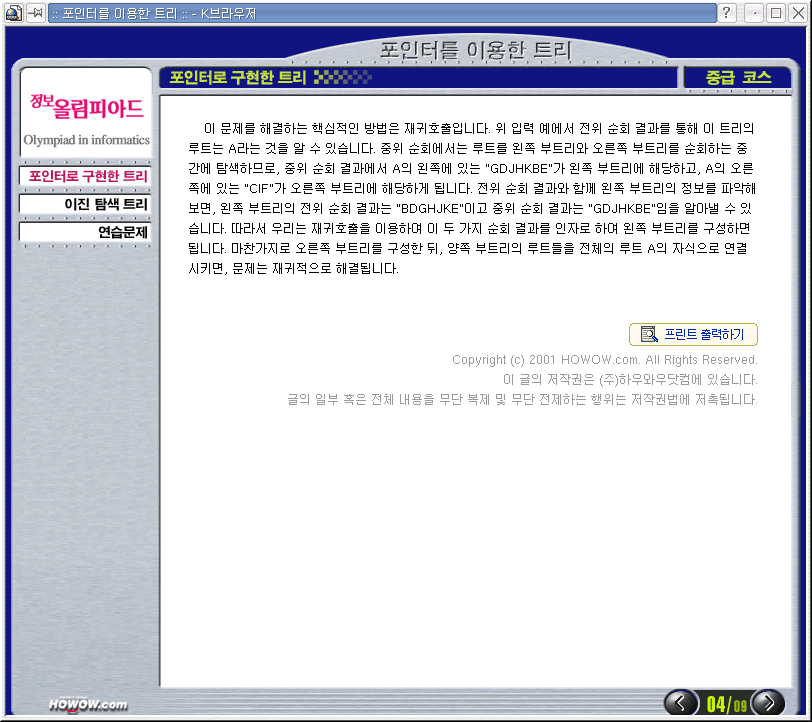 :: 포인터를 이용한 트리 :: - K브라우저
포인터를 이용한 트리
포인터로 구현한 트리
중급 코스
정보올림피아드
Olympiad in informatics
포인터로 구현한 트리
이진 탐색 트리
연습문제
이 문제를 해결하는 핵심적인 방법은 재귀호출입니다. 위 입력 예에서 전위 순회 결과를 통해 이 트리의
루트는 A라는 것을 알 수 있습니다. 중위 순회에서는 루트를 왼쪽 부트리와 오른쪽 부트리를 순회하는 중
간에 탐색하므로, 중위 순회 결과에서 A의 왼쪽에 있는 "GDJHKBE"가 왼쪽 부트리에 해당하고, A의 오른
쪽에 있는 "CIF"가 오른쪽 부트리에 해당하게 됩니다. 전위 순회 결과와 함께 왼쪽 부트리의 정보를 파악해
보면, 왼쪽 부트리의 전위 순회 결과는 "BDGHJKE"이고 중위 순회 결과는 "GDJHKBE"임을 알아낼 수 있
습니다. 따라서 우리는 재귀호출을 이용하여 이 두 가지 순회 결과를 인자로 하여 왼쪽 부트리를 구성하면
됩니다. 마찬가지로 오른쪽 부트리를 구성한 뒤, 양쪽 부트리의 루트들을 전체의 루트 A의 자식으로 연결
시키면, 문제는 재귀적으로 해결됩니다.
프린트 출력하기
Copyright (c) 2001 HOWOW.com. All Rights Reserved.
이 글의 저작권은 (주)하우와우닷컴에 있습니다.
글의 일부 혹은 전체 내용을 무단 복제 및 무단 전제하는 행위는 저작권법에 저촉됩니다.
HOWOW.com
04/09